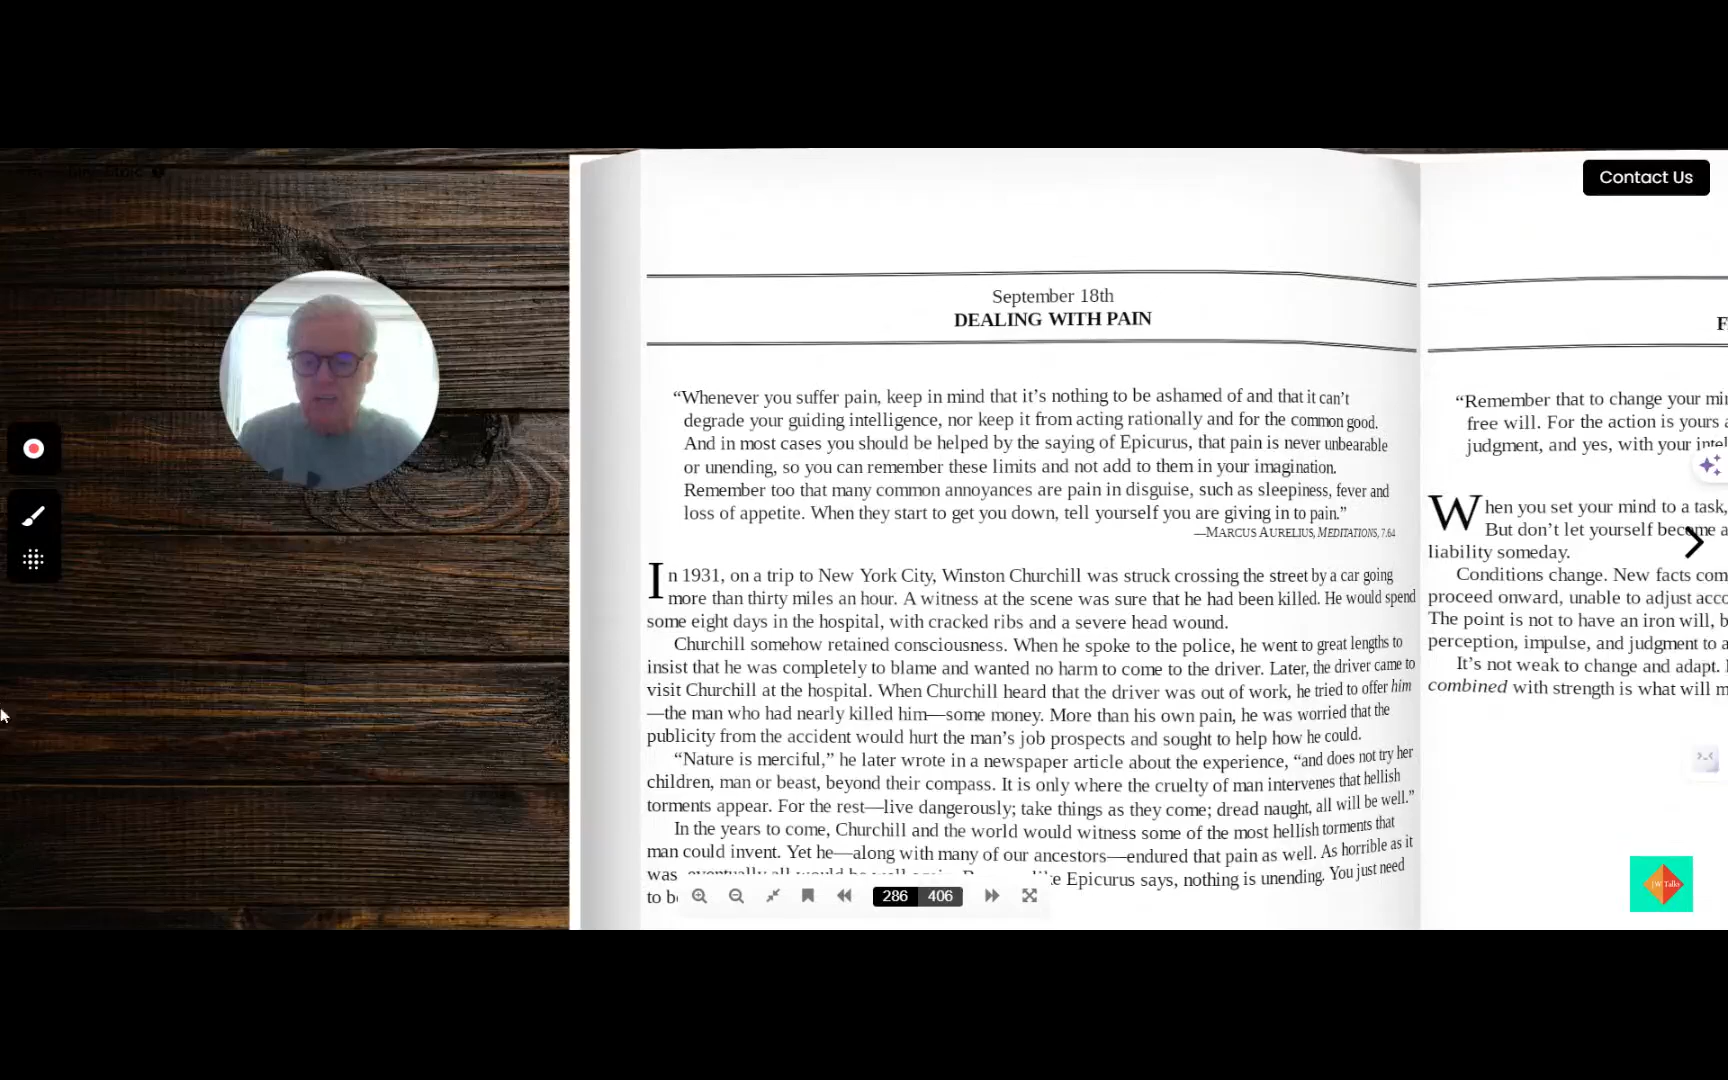 Contact Us
September 18th
DEALING WITH PAIN
“Whenever you suffer pain, keep in mind that it’s nothing to be ashamed of and that it can’t
degrade your guiding intelligence, nor keep it from acting rationally and for the common good.
And in most cases you should be helped by the saying of Epicurus, that pain is never unbearable
or unending, so you can remember these limits and not add to them in your imagination.
Remember too that many common annoyances are pain in disguise, such as sleepiness, fever and
loss of appetite. When they start to get you down, tell yourself you are giving in to pain.”
—MARCUS AURELIUS, MEDITATIONS, 7.64
In 1931, on a trip to New York City, Winston Churchill was struck crossing the street by a car going
more than thirty miles an hour. A witness at the scene was sure that he had been killed. He would spend
some eight days in the hospital, with cracked ribs and a severe head wound.
Churchill somehow retained consciousness. When he spoke to the police, he went to great lengths to
insist that he was completely to blame and wanted no harm to come to the driver. Later, the driver came to
visit Churchill at the hospital. When Churchill heard that the driver was out of work, he tried to offer him
—the man who had nearly killed him—some money. More than his own pain, he was worried that the
publicity from the accident would hurt the man’s job prospects and sought to help how he could.
“Nature is merciful,” he later wrote in a newspaper article about the experience, “and does not try her
children, man or beast, beyond their compass. It is only where the cruelty of man intervenes that hellish
torments appear. For the rest—live dangerously; take things as they come; dread naught, all will be well.”
In the years to come, Churchill and the world would witness some of the most hellish torments that
man could invent. Yet he—along with many of our ancestors—endured that pain as well. As horrible as it
was Epicurus says, nothing is unending. You just need
to
286 406
“Remember that to change your
free will. For the action is yours
judgment, and yes, with your
When you set your mind to a task,
But don’t let yourself become
liability someday.
Conditions change. New facts
proceed onward, unable to adjust
The point is not to have an iron will,
perception, impulse, and judgment to
It’s not weak to change and adapt.
combined with strength is what will
JW Talks